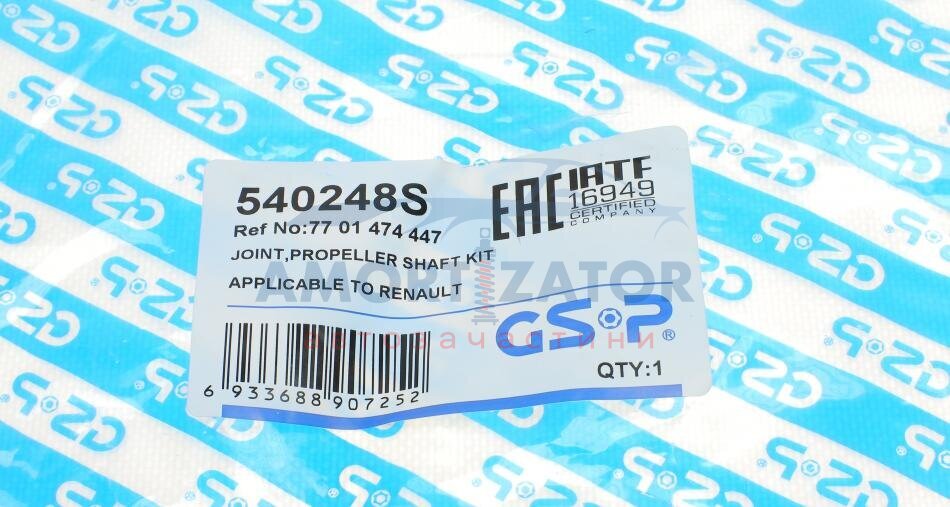 540248S
Ref No:77 01 474 447
JOINT,PROPELLER SHAFT KIT
APPLICABLE TO RENAULT
EAC
IATF
16949
CERTIFIED
COMPANY
AMORTIZATOR
автозапчастини
GSP®
QTY:1
6 933688 907252